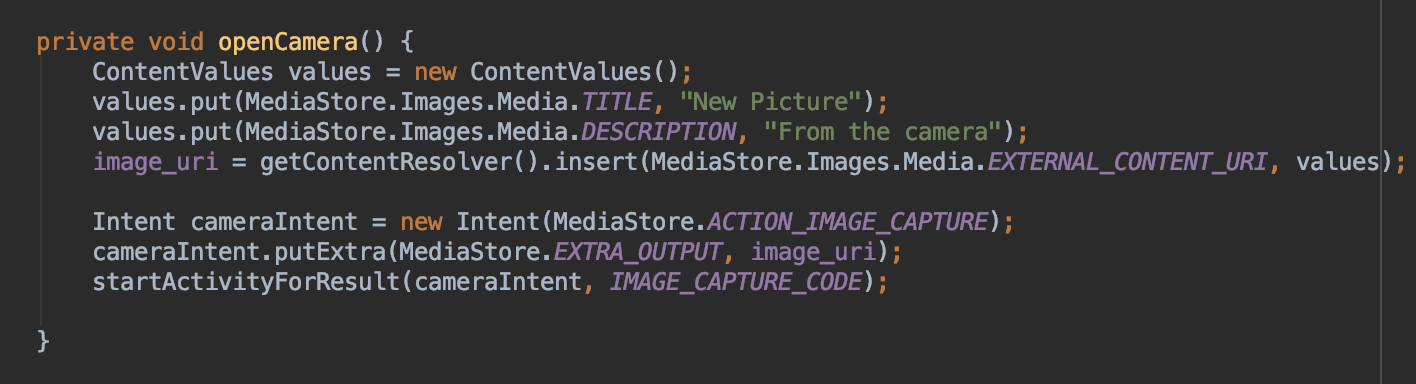 private void openCamera() {
    ContentValues values = new ContentValues();
    values.put(MediaStore.Images.Media.TITLE, "New Picture");
    values.put(MediaStore.Images.Media.DESCRIPTION, "From the camera");
    image_uri = getContentResolver().insert(MediaStore.Images.Media.EXTERNAL_CONTENT_URI, values);
    Intent cameraIntent = new Intent(MediaStore.ACTION_IMAGE_CAPTURE);
    cameraIntent.putExtra(MediaStore.EXTRA_OUTPUT, image_uri);
    startActivityForResult(cameraIntent, IMAGE_CAPTURE_CODE);
}